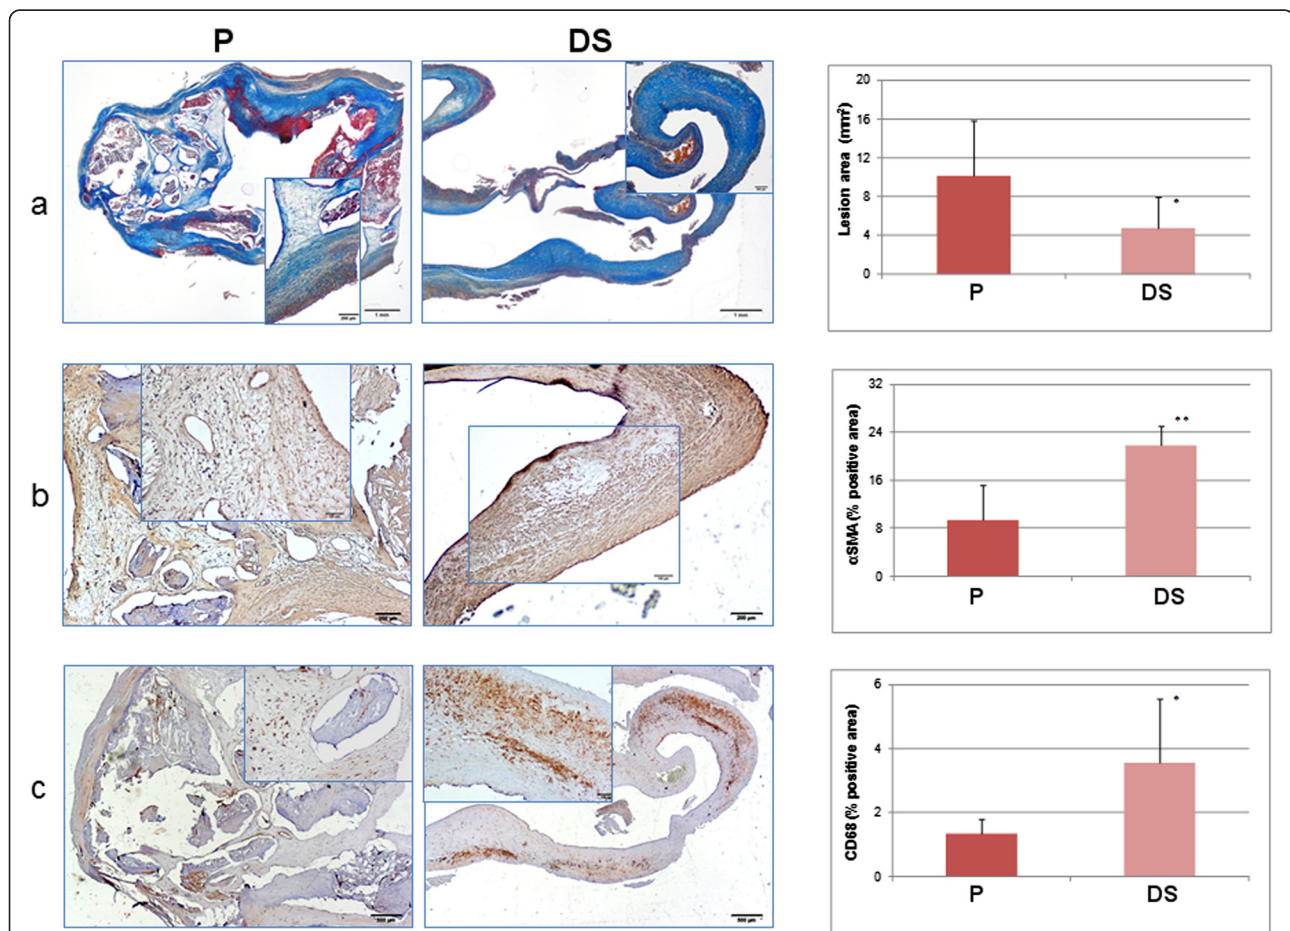 P DS
a
200 µm
1 mm
1 mm
20
16
12
8
4
0
Lesion area (mm²)
*
P DS
b
200 µm
32
24
16
8
0
αSMA (% positive area)
**
P DS
c
500 µm
500 µm
6
4
2
0
CD68 (% positive area)
*
P DS